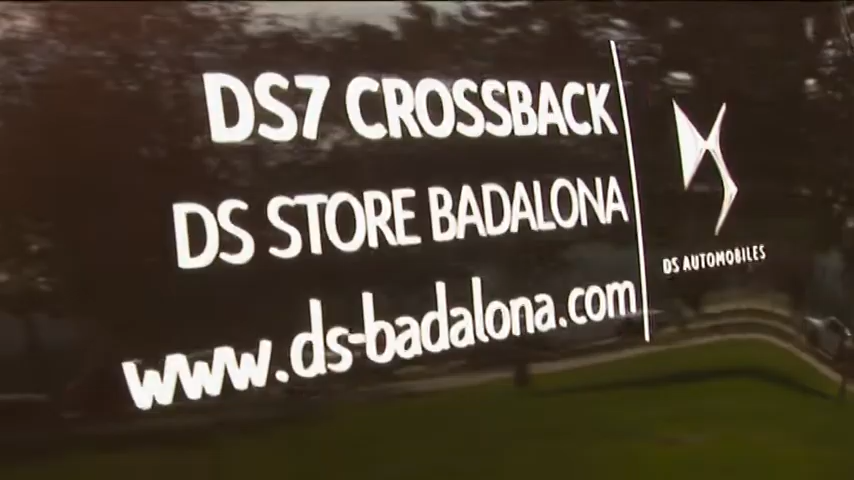 DS7 CROSSBACK
DS STORE BADALONA
www.ds-badalona.com
DS AUTOMOBILES